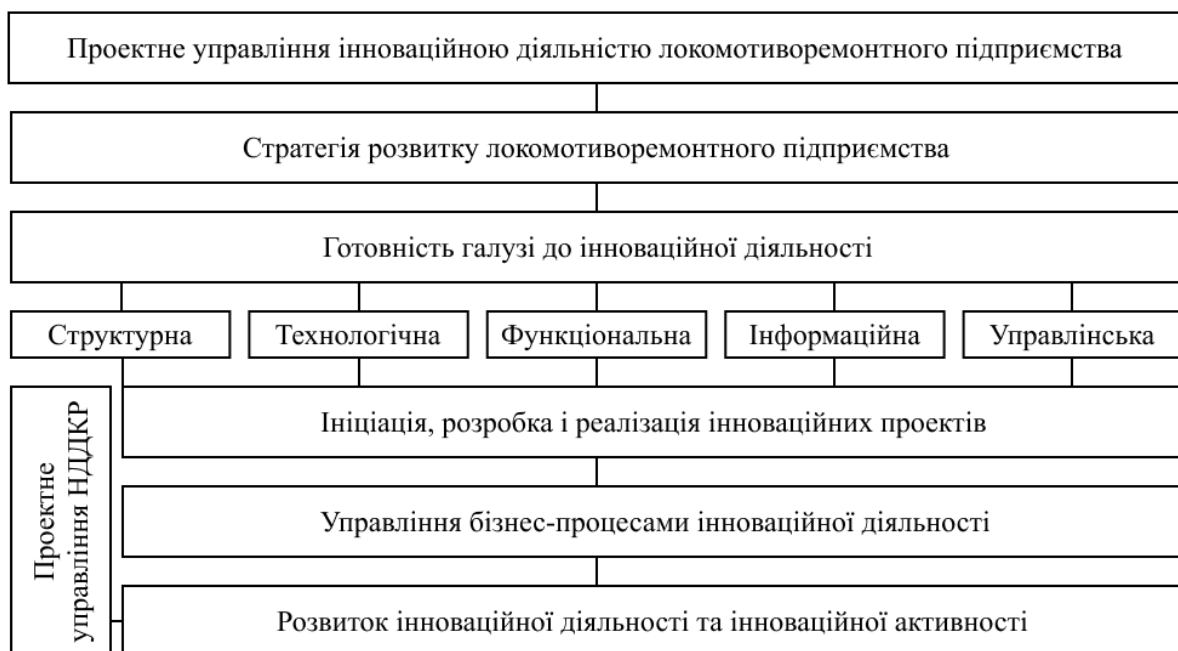 Проектне управління інноваційною діяльністю локомотиворемонтного підприємства
Стратегія розвитку локомотиворемонтного підприємства
Готовність галузі до інноваційної діяльності
Структурна
Технологічна
Функціональна
Інформаційна
Управлінська
Проектне
управління НДДКР
Ініціація, розробка і реалізація інноваційних проектів
Управління бізнес-процесами інноваційної діяльності
Розвиток інноваційної діяльності та інноваційної активності